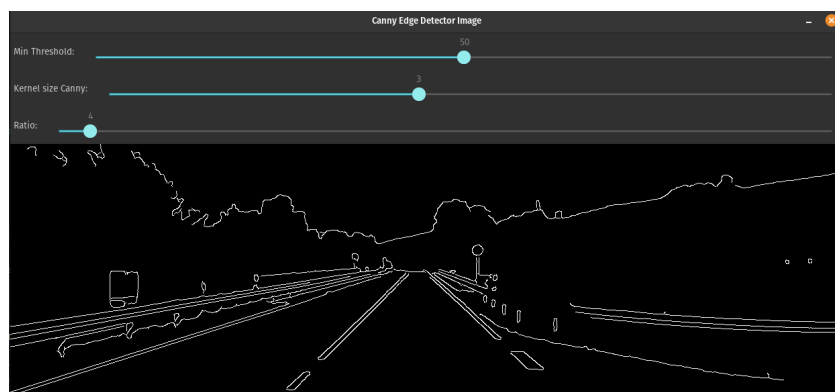 Canny Edge Detector Image
50
Min Threshold:
3
Kernel size Canny:
4
Ratio: